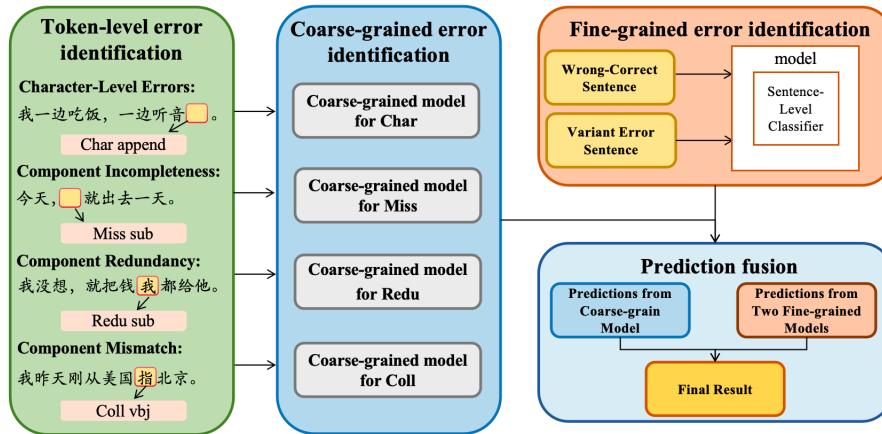 Token-level error
identification
Character-Level Errors:
我一边吃饭，一边听音 。
Char append
Component Incompleteness:
今天， 就出去一天。
Miss sub
Component Redundancy:
我没想，就把钱我都给他。
Redu sub
Component Mismatch:
我昨天刚从美国指北京。
Coll vbj
Coarse-grained error
identification
Coarse-grained model
for Char
Coarse-grained model
for Miss
Coarse-grained model
for Redu
Coarse-grained model
for Coll
Fine-grained error identification
Wrong-Correct
Sentence
Variant Error
Sentence
model
Sentence-
Level
Classifier
Prediction fusion
Predictions from
Coarse-grain
Model
Predictions from
Two Fine-grained
Models
Final Result